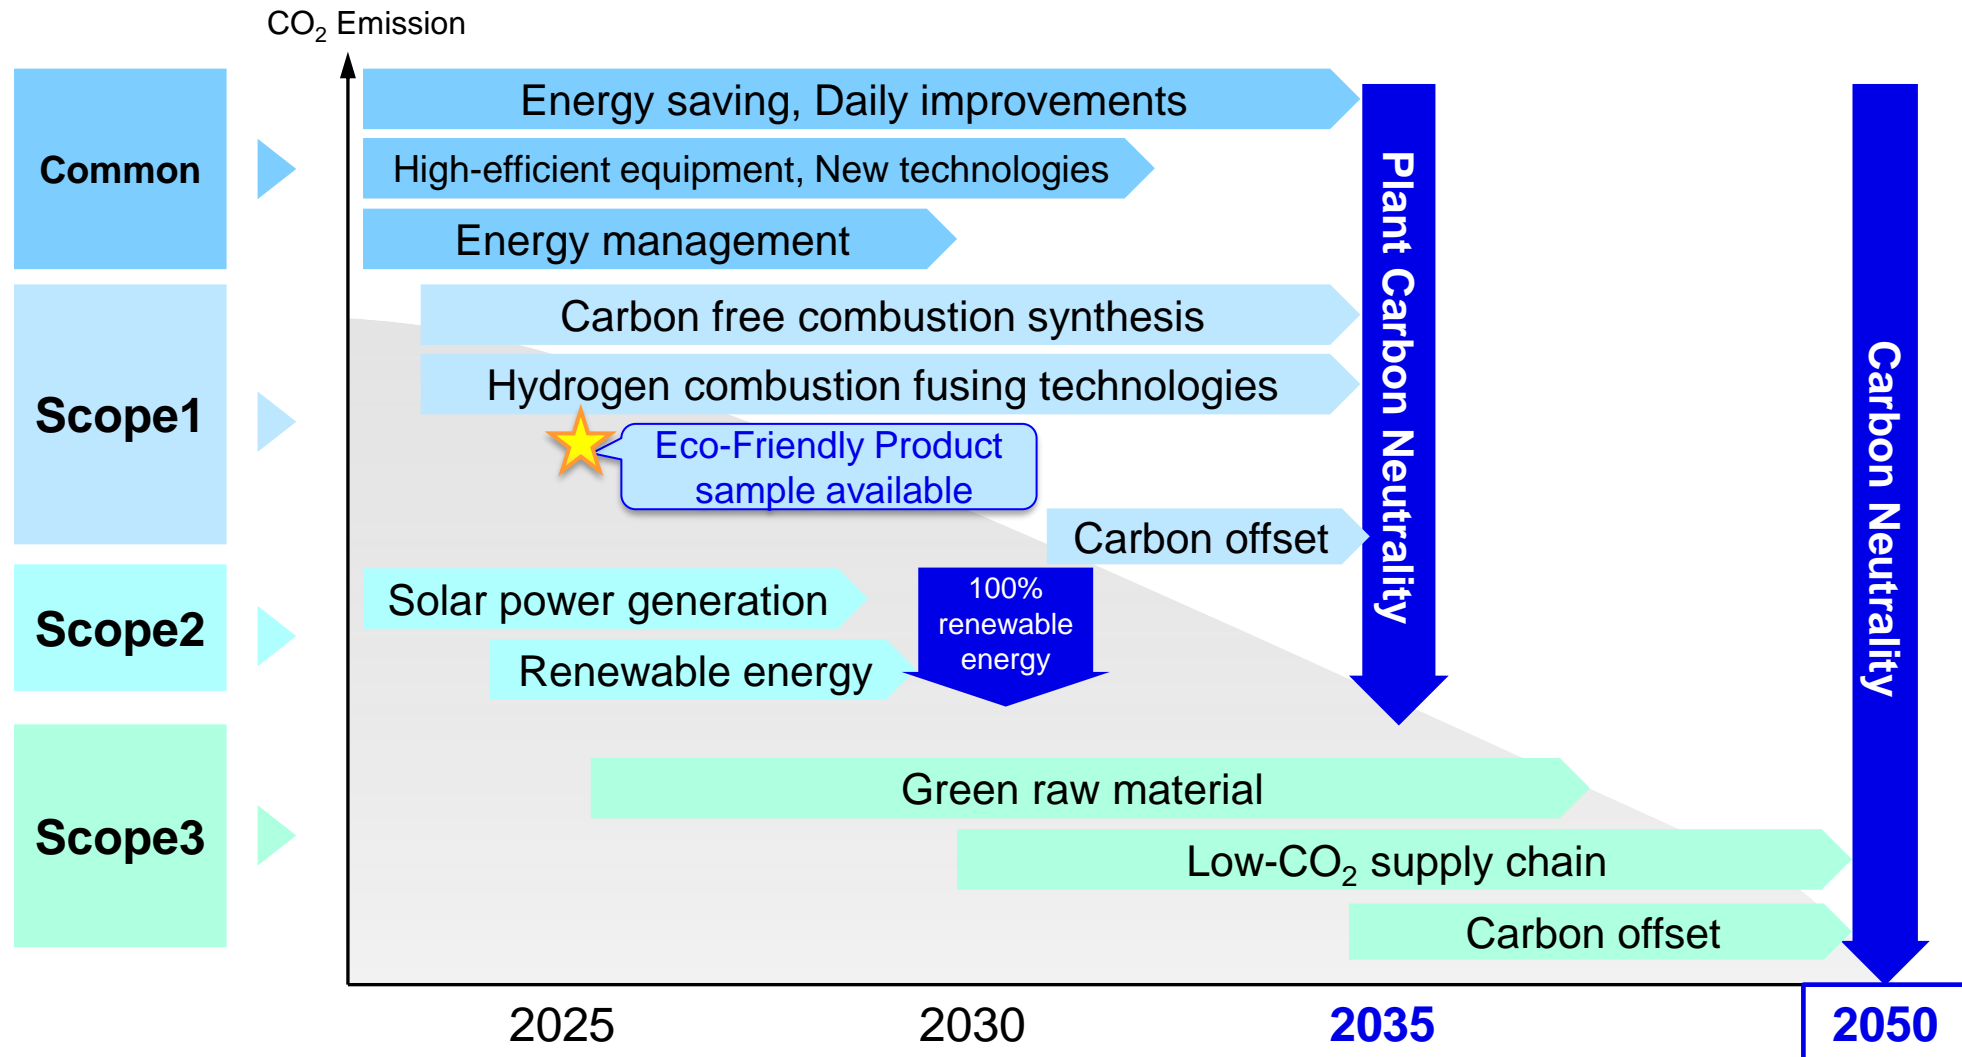 CO₂ Emission
Common
Energy saving, Daily improvements
High-efficient equipment, New technologies
Energy management
Scope1
Carbon free combustion synthesis
Hydrogen combustion fusing technologies
Eco-Friendly Product
sample available
Carbon offset
Scope2
Solar power generation
Renewable energy
100%
renewable
energy
Scope3
Green raw material
Low-CO₂ supply chain
Carbon offset
Plant Carbon Neutrality
Carbon Neutrality
2025
2030
2035
2050